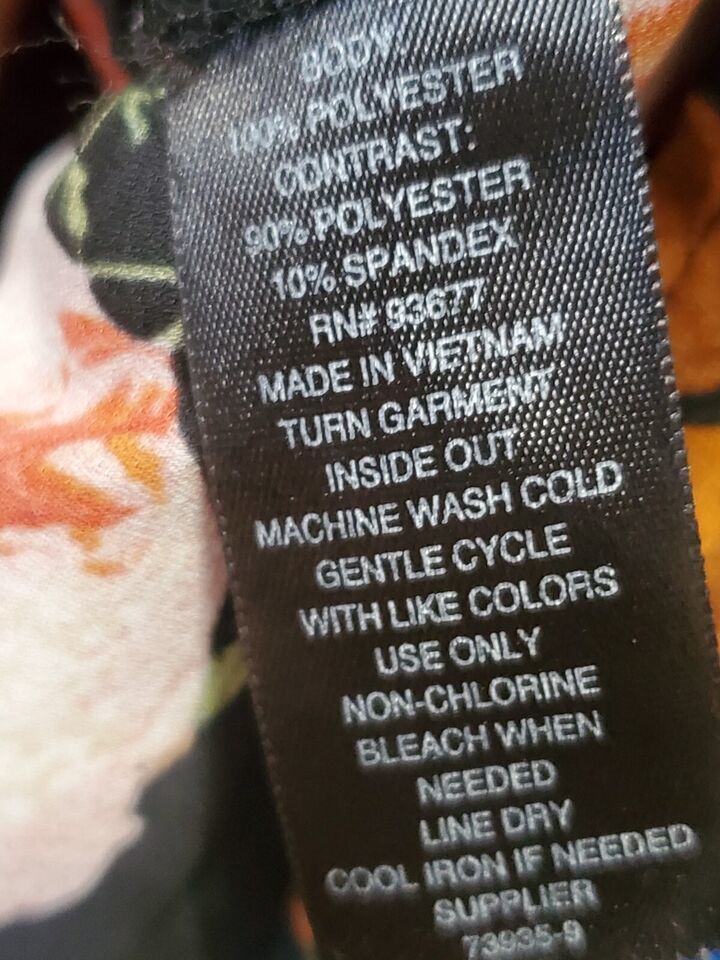 BODY:
100% POLYESTER
CONTRAST:
90% POLYESTER
10% SPANDEX
RN# 93677
MADE IN VIETNAM
TURN GARMENT
INSIDE OUT
MACHINE WASH COLD
GENTLE CYCLE
WITH LIKE COLORS
USE ONLY
NON-CHLORINE
BLEACH WHEN
NEEDED
LINE DRY
COOL IRON IF NEEDED
SUPPLIER
73935-9